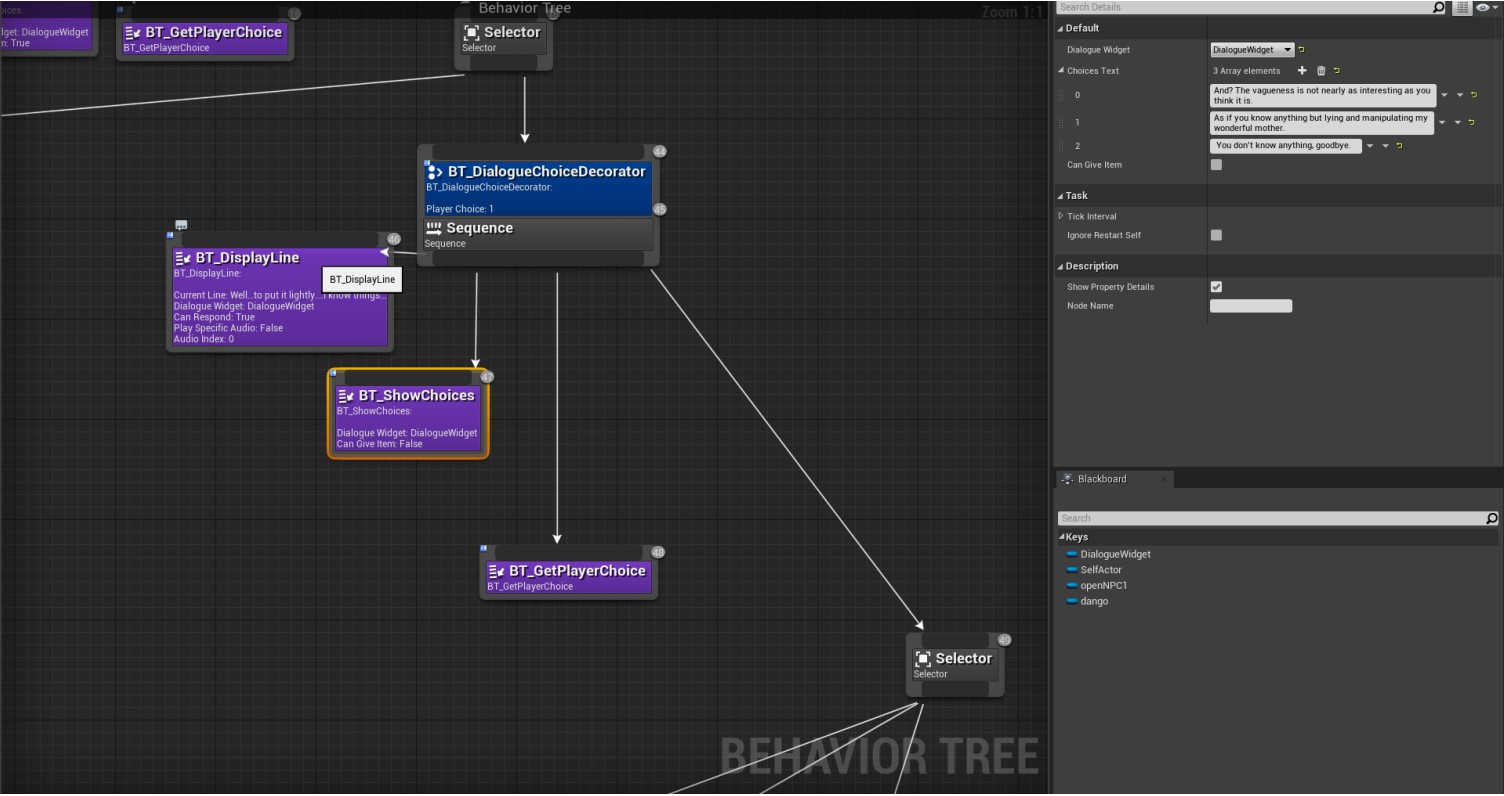 oices:
lget: DialogueWidget
n: True
BT_GetPlayerChoice
BT_GetPlayerChoice
Behavior Tree
Zoom 1:1
Selector
Selector
44
BT_DialogueChoiceDecorator
BT_DialogueChoiceDecorator:
Player Choice: 1
45
Sequence
Sequence
46
BT_DisplayLine
BT_DisplayLine:
BT_DisplayLine
Current Line: Well...to put it lightly....I know things...
Dialogue Widget: DialogueWidget
Can Respond: True
Play Specific Audio: False
Audio Index: 0
47
BT_ShowChoices
BT_ShowChoices:
Dialogue Widget: DialogueWidget
Can Give Item: False
48
BT_GetPlayerChoice
BT_GetPlayerChoice
49
Selector
Selector
BEHAVIOR TREE
Search Details
Default
Dialogue Widget
DialogueWidget
Choices Text
3 Array elements
0
And? The vagueness is not nearly as interesting as you
think it is.
1
As if you know anything but lying and manipulating my
wonderful mother.
2
You don't know anything, goodbye.
Can Give Item
Task
Tick Interval
Ignore Restart Self
Description
Show Property Details
Node Name
Blackboard
Search
Keys
DialogueWidget
SelfActor
openNPC1
dango